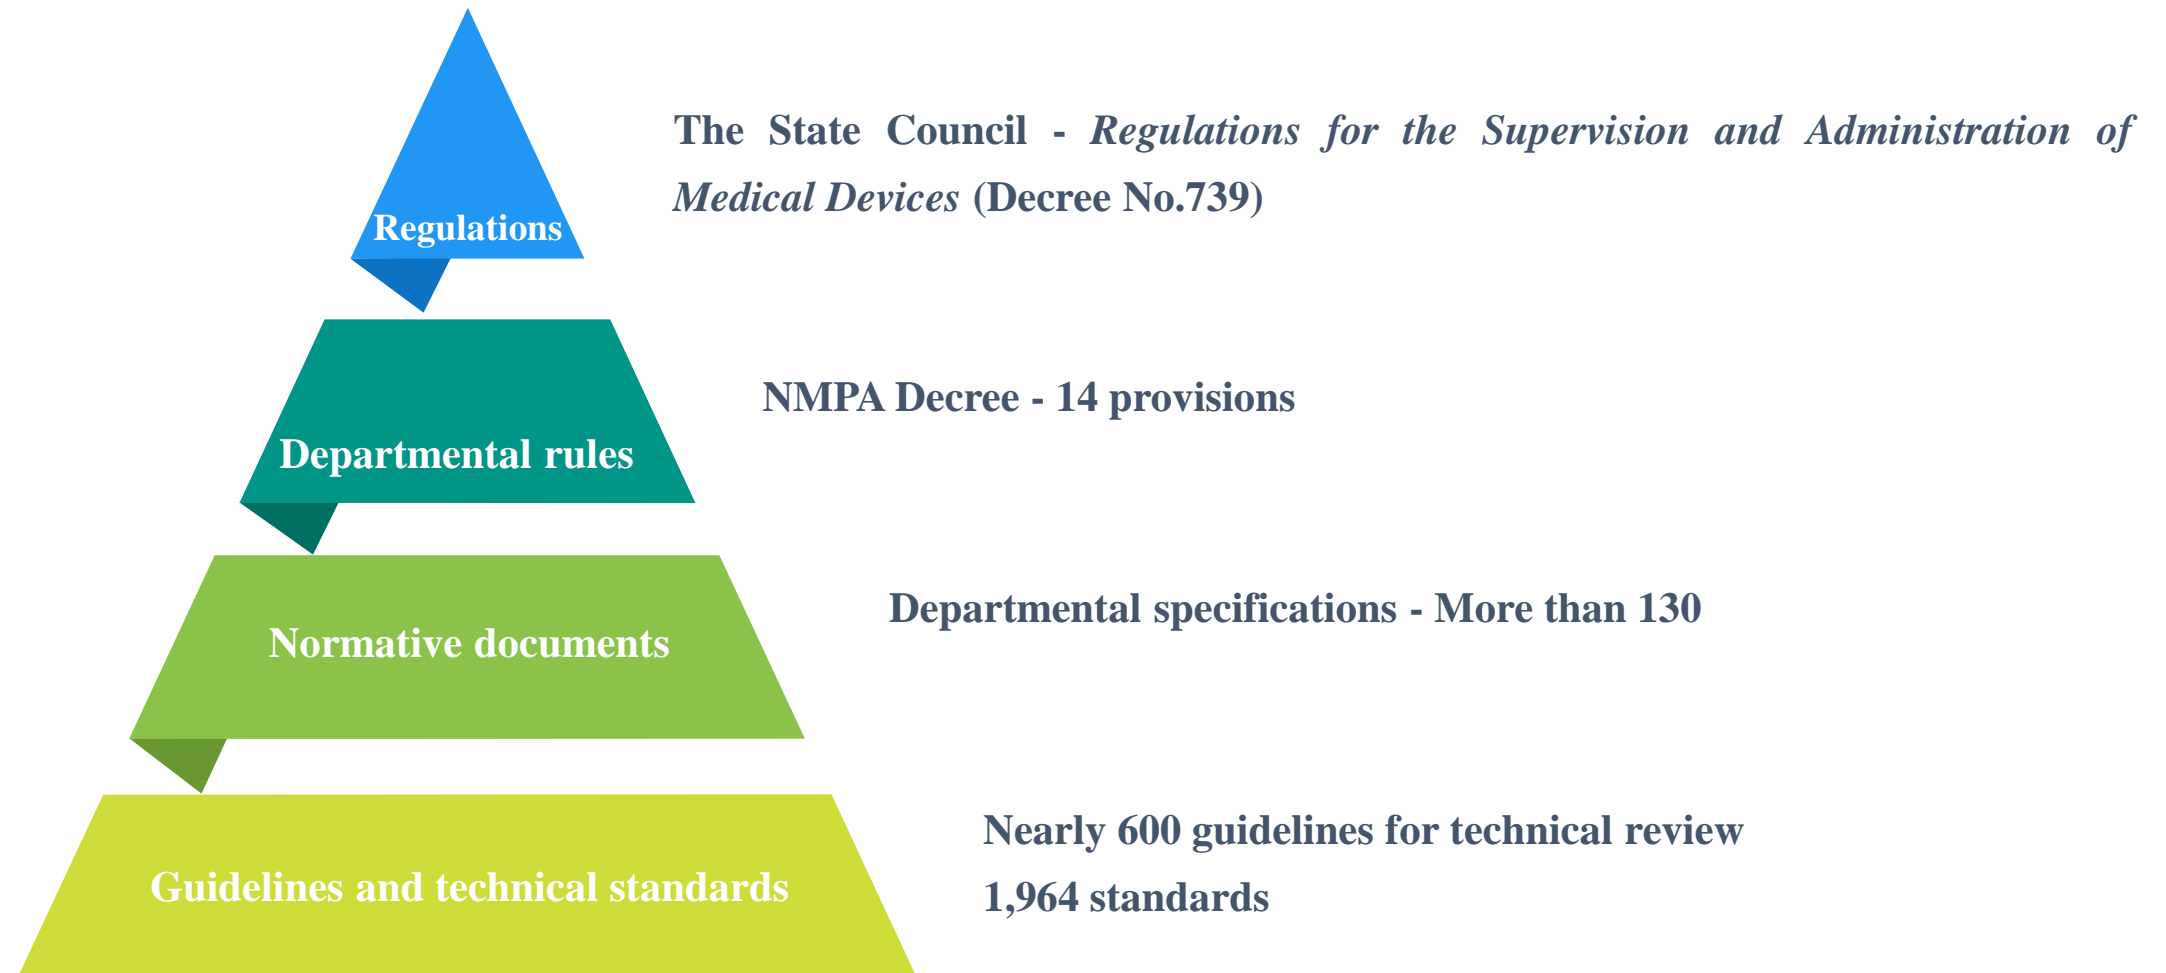 Regulations
The State Council - Regulations for the Supervision and Administration of
Medical Devices (Decree No.739)
Departmental rules
NMPA Decree - 14 provisions
Normative documents
Departmental specifications - More than 130
Guidelines and technical standards
Nearly 600 guidelines for technical review
1,964 standards